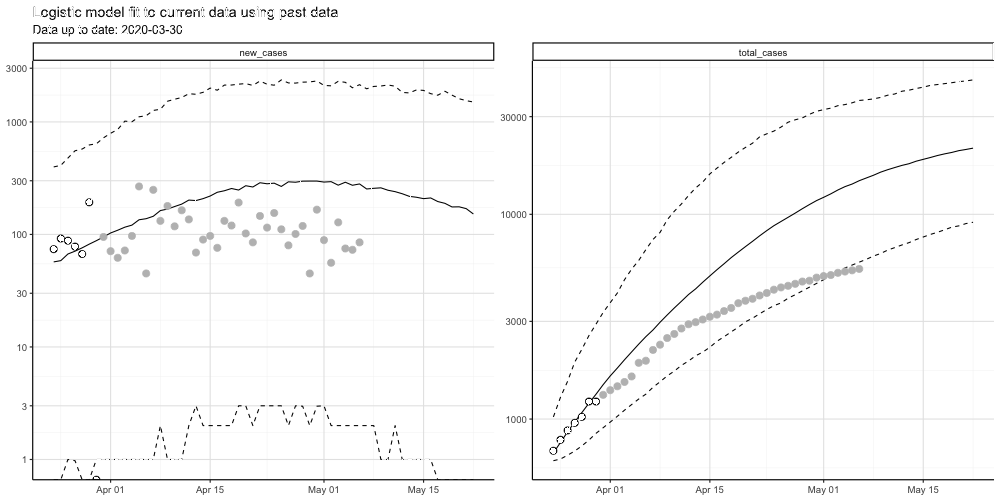 Logistic model fit to current data using past data
Data up to date: 2020-03-30
new_cases
total_cases
3000
1000
300
100
30
10
3
1
30000
10000
3000
1000
Apr 01
Apr 15
May 01
May 15
Apr 01
Apr 15
May 01
May 15